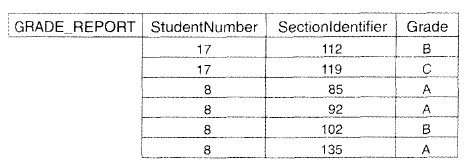 GRADE_REPORT StudentNumber SectionIdentifier Grade
17 112 B
17 119 C
8 85 A
8 92 A
8 102 B
8 135 A